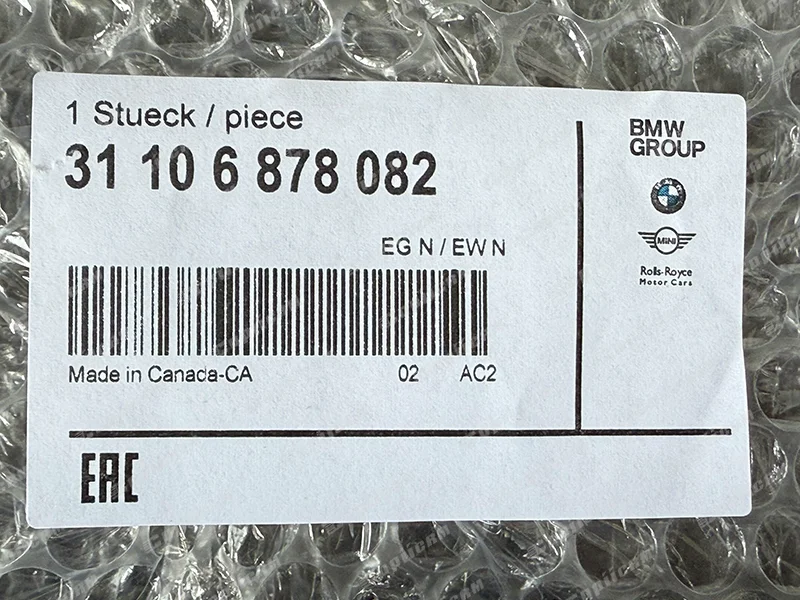 1 Stueck / piece
31 10 6 878 082
EG N / EW N
Made in Canada-CA 02 AC2
EAC
BMW
GROUP
MINI
Rolls-Royce
Motor Cars